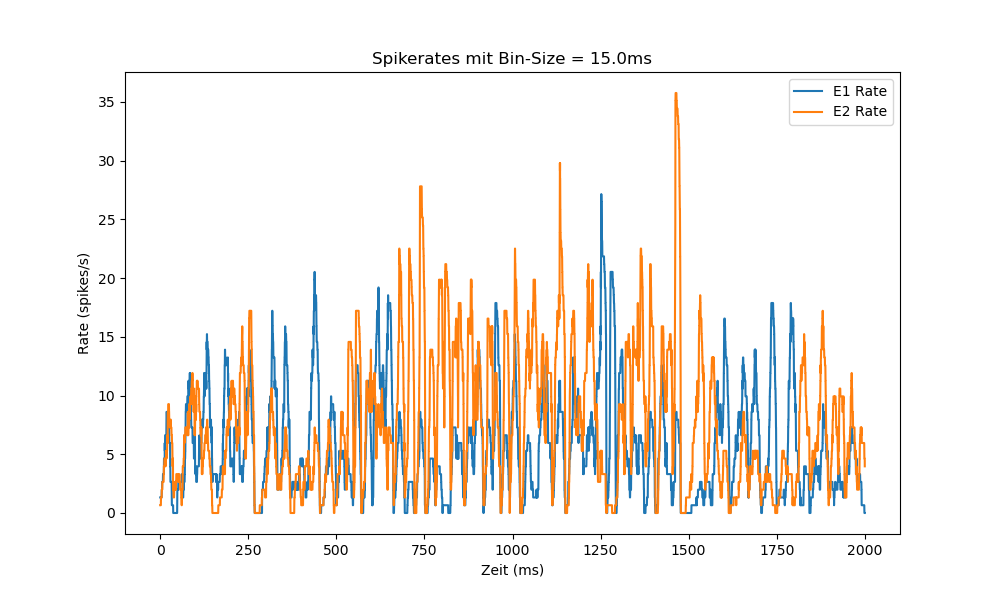 Spikerates mit Bin-Size = 15.0ms
E1 Rate
E2 Rate
Rate (spikes/s)
35
30
25
20
15
10
5
0
0 250 500 750 1000 1250 1500 1750 2000
Zeit (ms)